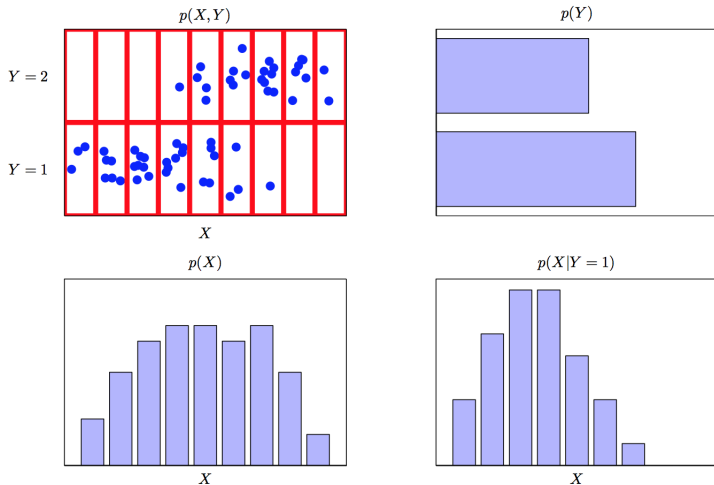 p(X, Y)
p(Y)
Y = 2
Y = 1
X
p(X)
p(X|Y = 1)
X
X